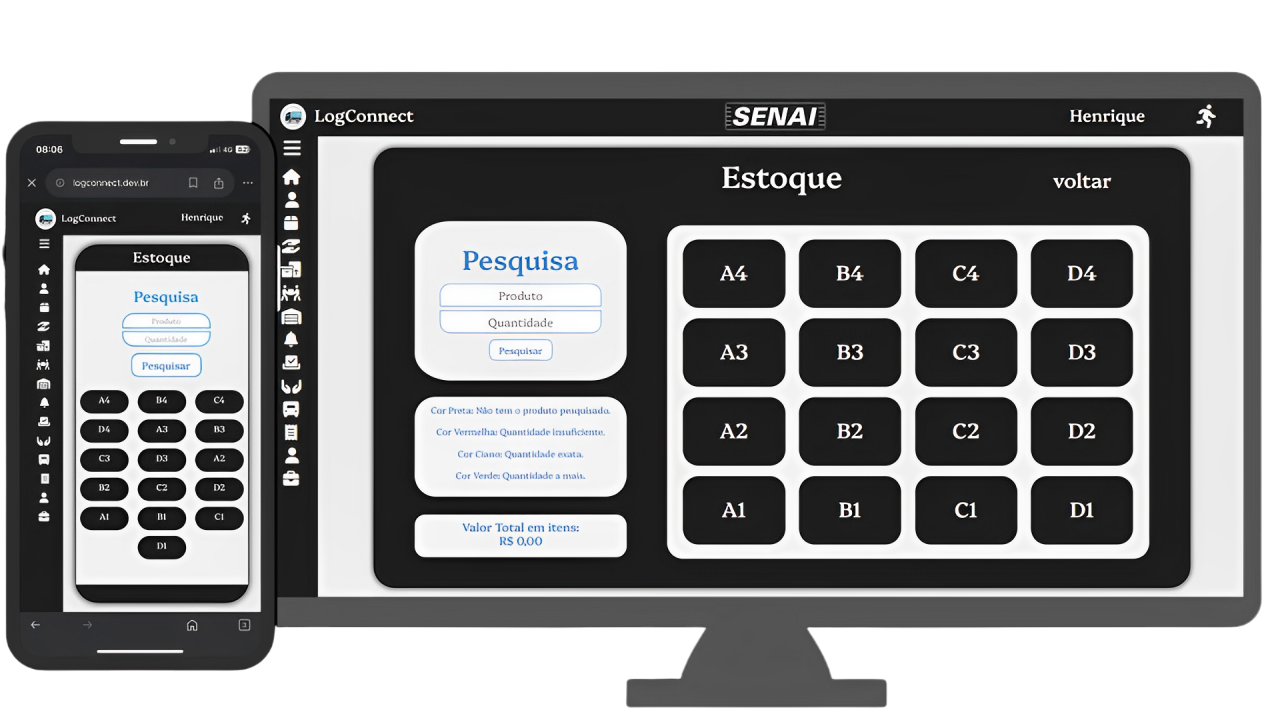 08:06
4G
52
logconnect.dev.br
LogConnect
Henrique
Estoque
Pesquisa
Produto
Quantidade
Pesquisar
A4 B4 C4
D4 A3 B3
C3 D3 A2
B2 C2 D2
A1 B1 C1
D1
3
LogConnect
SENAI
Henrique
Estoque
voltar
Pesquisa
Produto
Quantidade
Pesquisar
Cor Preta: Não tem o produto pesquisado.
Cor Vermelha: Quantidade insuficiente.
Cor Ciano: Quantidade exata.
Cor Verde: Quantidade a mais.
Valor Total em itens:
R$ 0,00
A4 B4 C4 D4
A3 B3 C3 D3
A2 B2 C2 D2
A1 B1 C1 D1